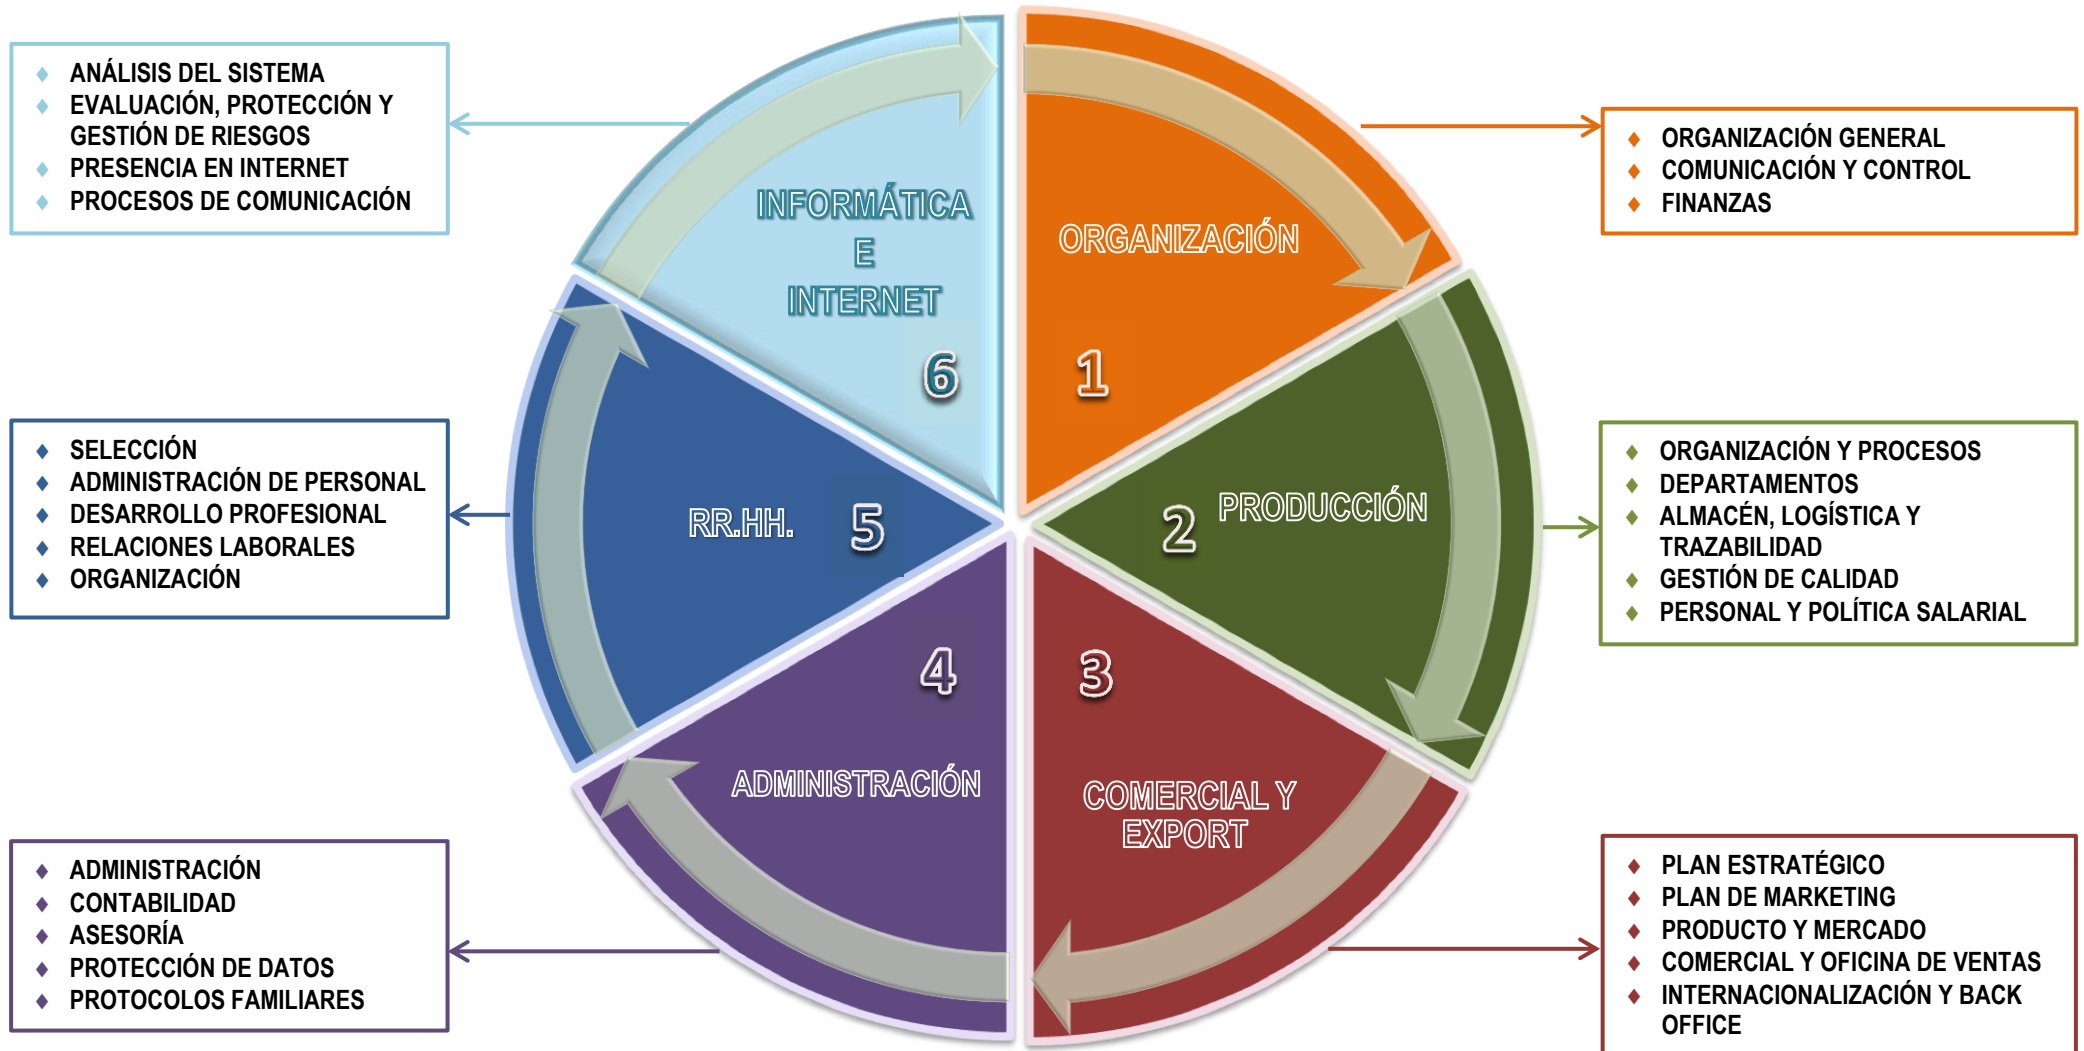 ANÁLISIS DEL SISTEMA
EVALUACIÓN, PROTECCIÓN Y
GESTIÓN DE RIESGOS
PRESENCIA EN INTERNET
PROCESOS DE COMUNICACIÓN
INFORMÁTICA
E
INTERNET
6
ORGANIZACIÓN
1
ORGANIZACIÓN GENERAL
COMUNICACIÓN Y CONTROL
FINANZAS
SELECCIÓN
ADMINISTRACIÓN DE PERSONAL
DESARROLLO PROFESIONAL
RELACIONES LABORALES
ORGANIZACIÓN
RR.HH.
5
2
PRODUCCIÓN
ORGANIZACIÓN Y PROCESOS
DEPARTAMENTOS
ALMACÉN, LOGÍSTICA Y
TRAZABILIDAD
GESTIÓN DE CALIDAD
PERSONAL Y POLÍTICA SALARIAL
4
ADMINISTRACIÓN
3
COMERCIAL Y
EXPORT
ADMINISTRACIÓN
CONTABILIDAD
ASESORÍA
PROTECCIÓN DE DATOS
PROTOCOLOS FAMILIARES
PLAN ESTRATÉGICO
PLAN DE MARKETING
PRODUCTO Y MERCADO
COMERCIAL Y OFICINA DE VENTAS
INTERNACIONALIZACIÓN Y BACK
OFFICE